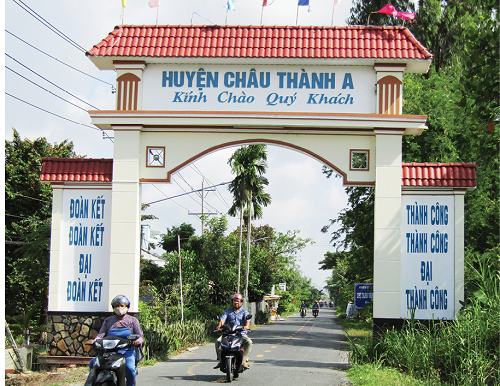 HUYỆN CHÂU THÀNH A
Kính Chào Quý Khách
ĐOÀN KẾT
ĐOÀN KẾT
ĐẠI
ĐOÀN KẾT
THÀNH CÔNG
THÀNH CÔNG
ĐẠI
THÀNH CÔNG